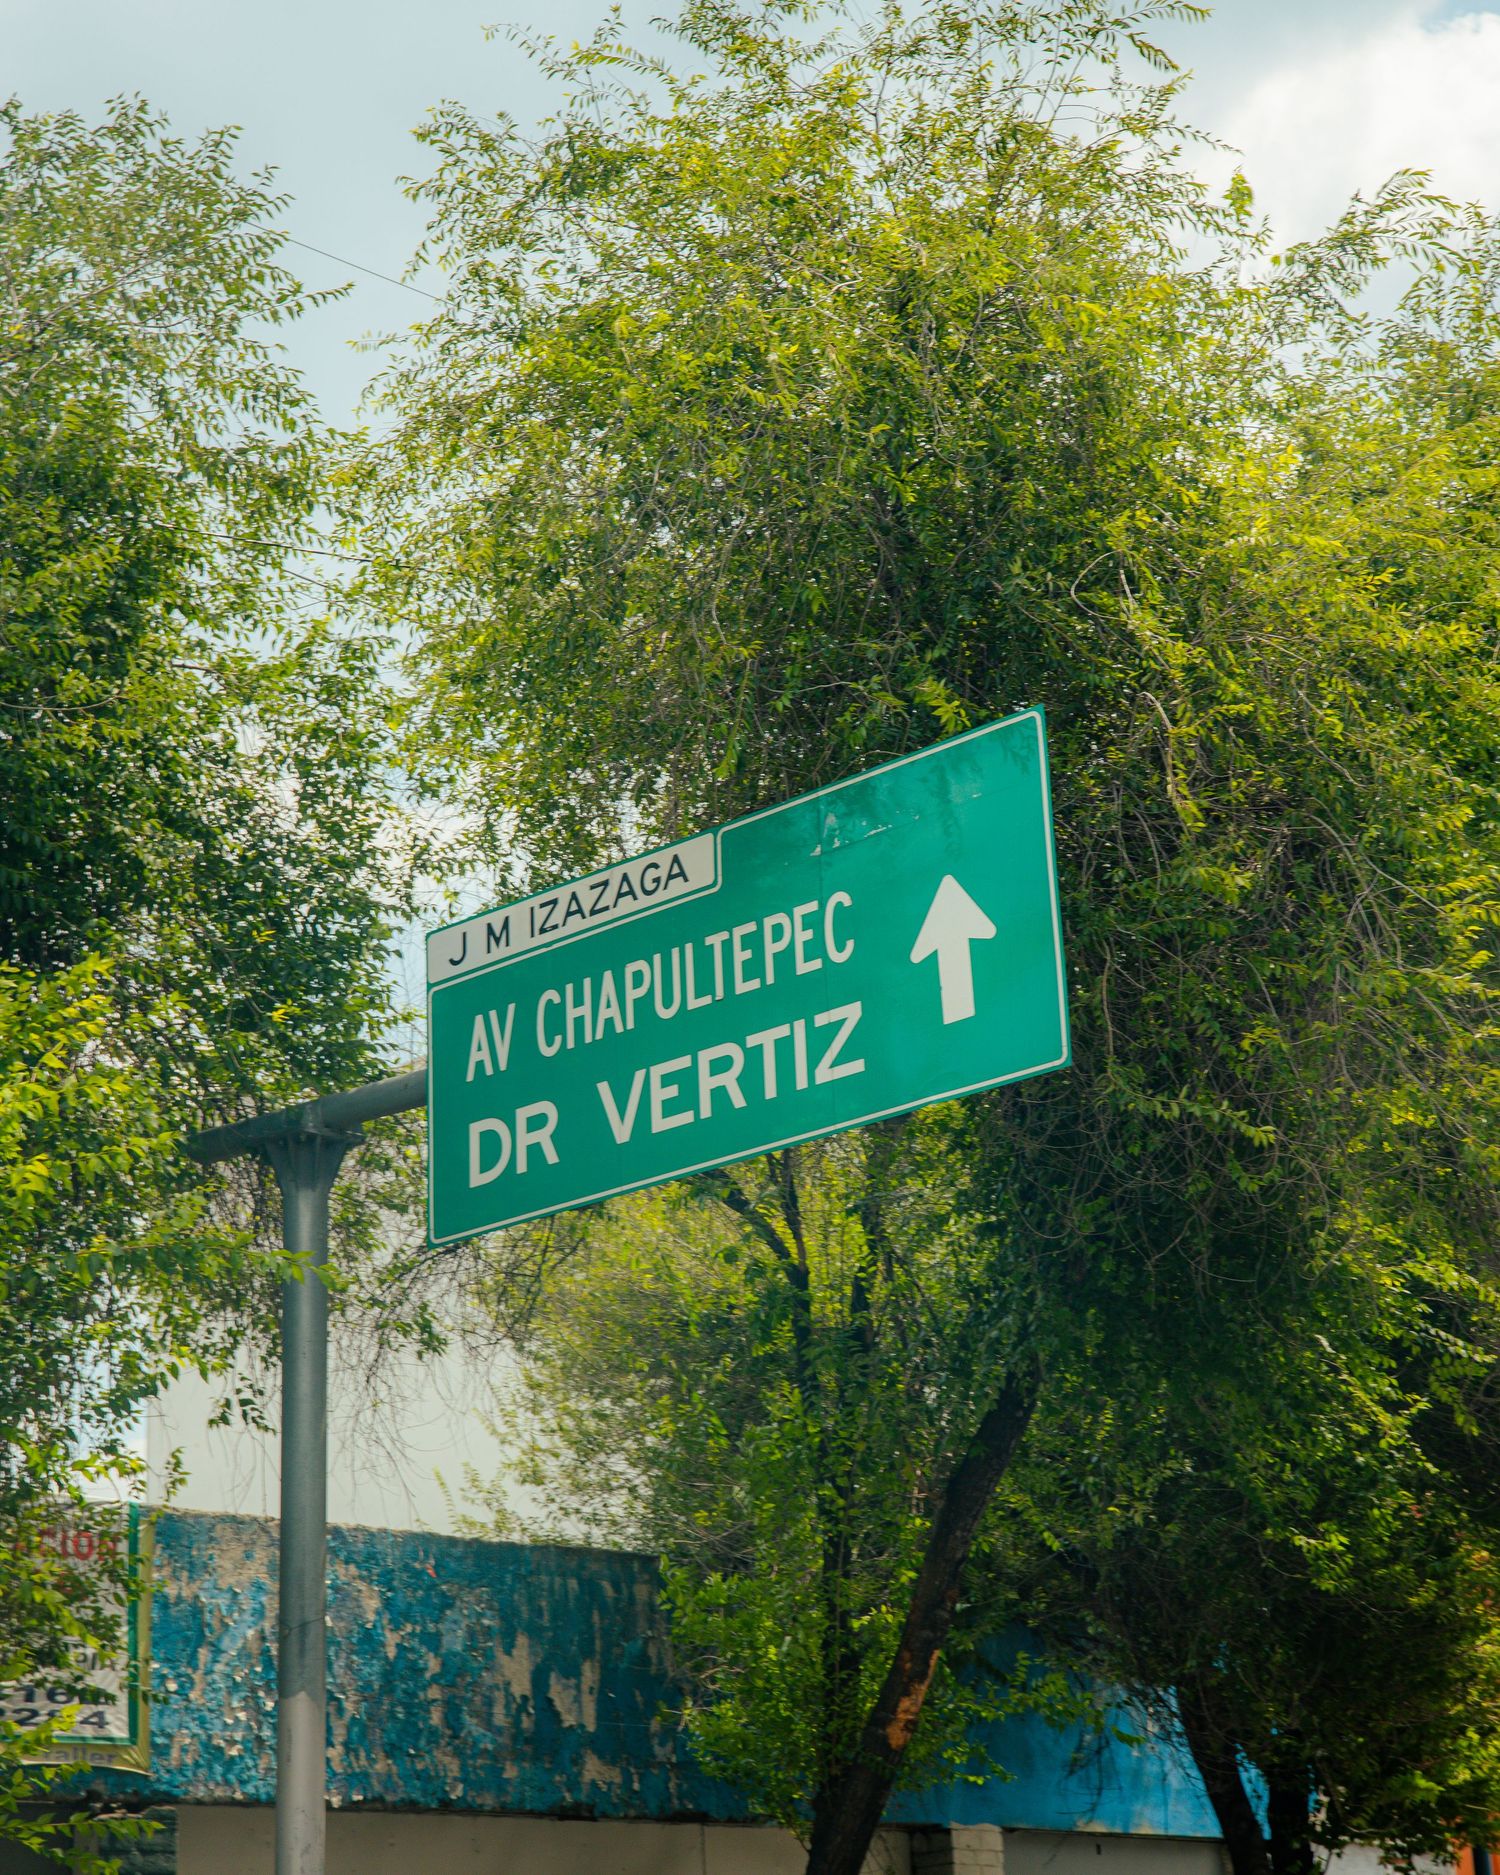 J M IZAZAGA
AV CHAPULTEPEC
DR VERTIZ